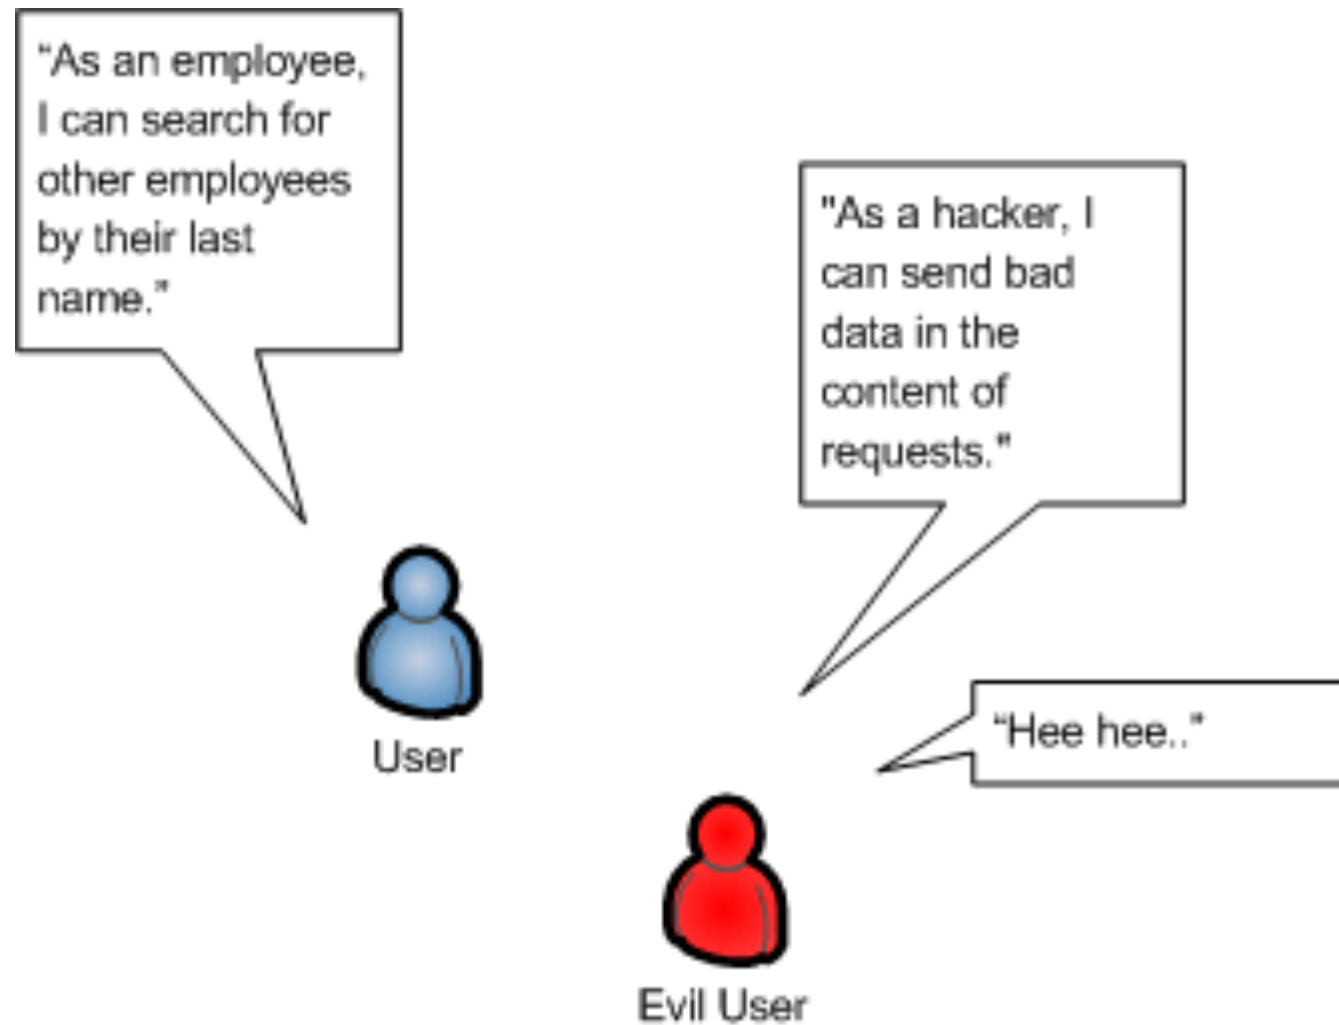 “As an employee,
I can search for
other employees
by their last
name.”
"As a hacker, I
can send bad
data in the
content of
requests."
“Hee hee..”
User
Evil User